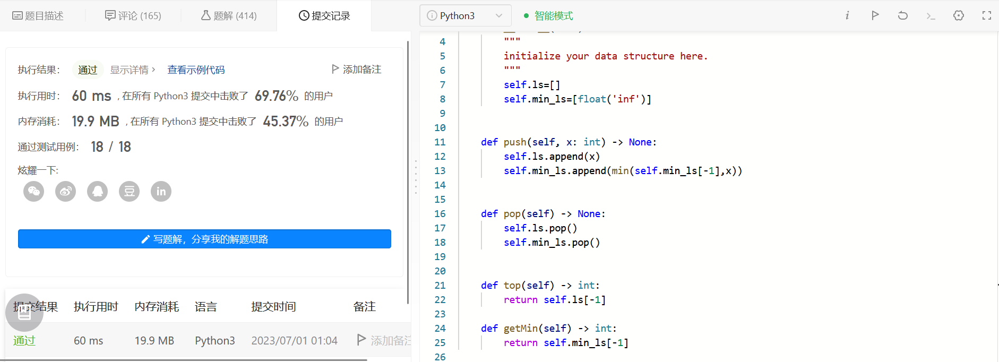 题目描述
评论 (165)
题解 (414)
提交记录
执行结果：
通过
显示详情 ›
查看示例代码
添加备注
执行用时：
60 ms
, 在所有 Python3 提交中击败了
69.76%
的用户
内存消耗：
19.9 MB
, 在所有 Python3 提交中击败了
45.37%
的用户
通过测试用例：
18 / 18
炫耀一下:
豆
in
写题解，分享我的解题思路
提交结果
执行用时
内存消耗
语言
提交时间
备注
通过
60 ms
19.9 MB
Python3
2023/07/01 01:04
添加备注
Python3
智能模式
4 """
5 initialize your data structure here.
6 """
7 self.ls=[]
8 self.min_ls=[float('inf')]
9
10
11 def push(self, x: int) -> None:
12 self.ls.append(x)
13 self.min_ls.append(min(self.min_ls[-1],x))
14
15
16 def pop(self) -> None:
17 self.ls.pop()
18 self.min_ls.pop()
19
20
21 def top(self) -> int:
22 return self.ls[-1]
23
24 def getMin(self) -> int:
25 return self.min_ls[-1]
26